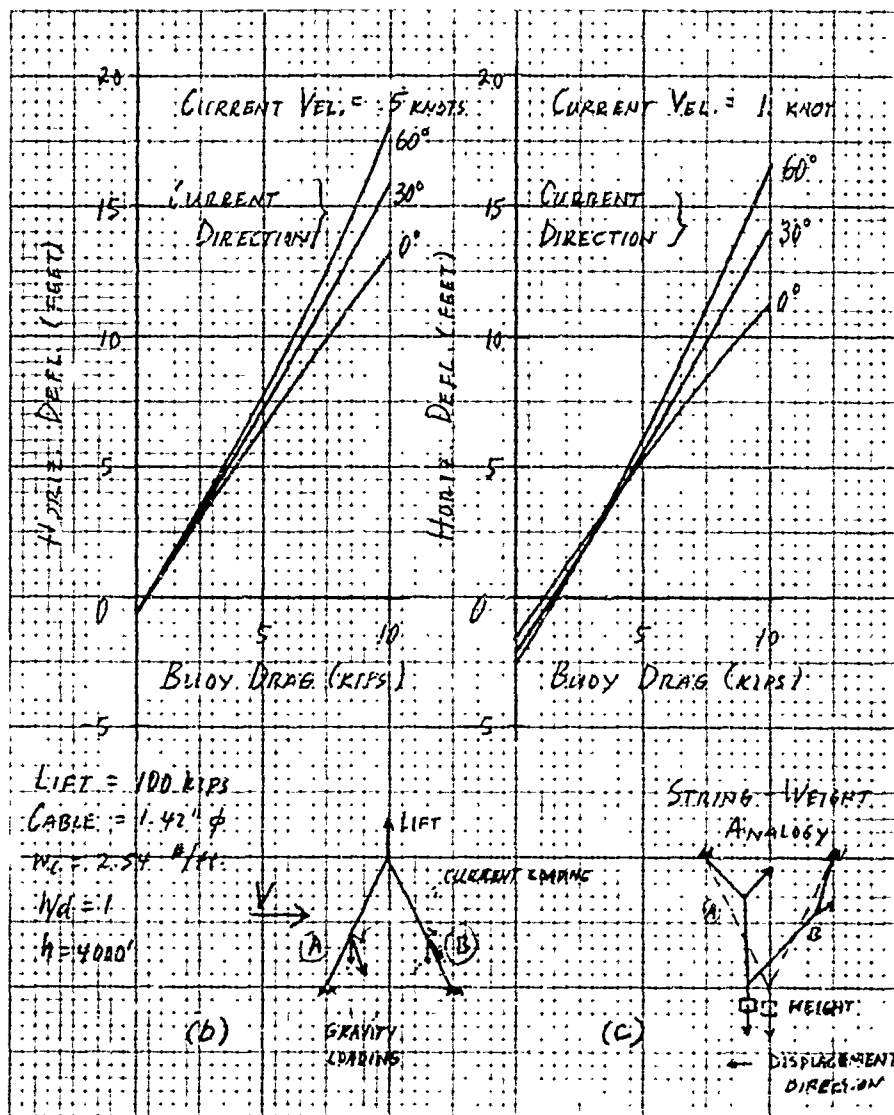 20
CURRENT VEL. = .5 KNOTS
60°
CURRENT
DIRECTION
30°
0°
15
10
5
0
-5
HORIZ. DEFL. (FEET)
5
10
BUOY DRAG (KIPS)
20
CURRENT VEL. = 1 KNOT
60°
CURRENT
DIRECTION
30°
0°
15
10
5
0
-5
HORIZ DEFL. (FEET)
5
10
BUOY DRAG (KIPS)
LIFT = 100 KIPS
CABLE = 1.42" φ
wc = 2.54 #/ft.
h/d = 1
h = 4000'
LIFT
CURRENT LOADING
V
A
B
GRAVITY
LOADING
(b)
STRING-WEIGHT
ANALOGY
A
B
WEIGHT
(c)
← DISPLACEMENT
DIRECTION